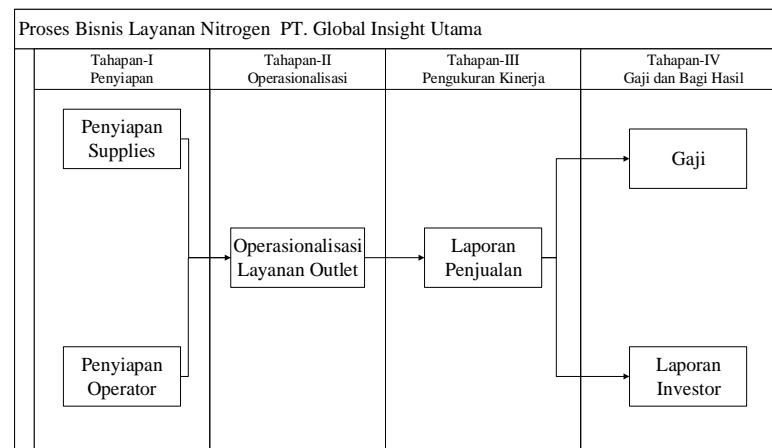 Proses Bisnis Layanan Nitrogen PT. Global Insight Utama
Tahapan-I
Penyiapan
Tahapan-II
Operasionalisasi
Tahapan-III
Pengukuran Kinerja
Tahapan-IV
Gaji dan Bagi Hasil
Penyiapan
Supplies
Penyiapan
Operator
Operasionalisasi
Layanan Outlet
Laporan
Penjualan
Gaji
Laporan
Investor